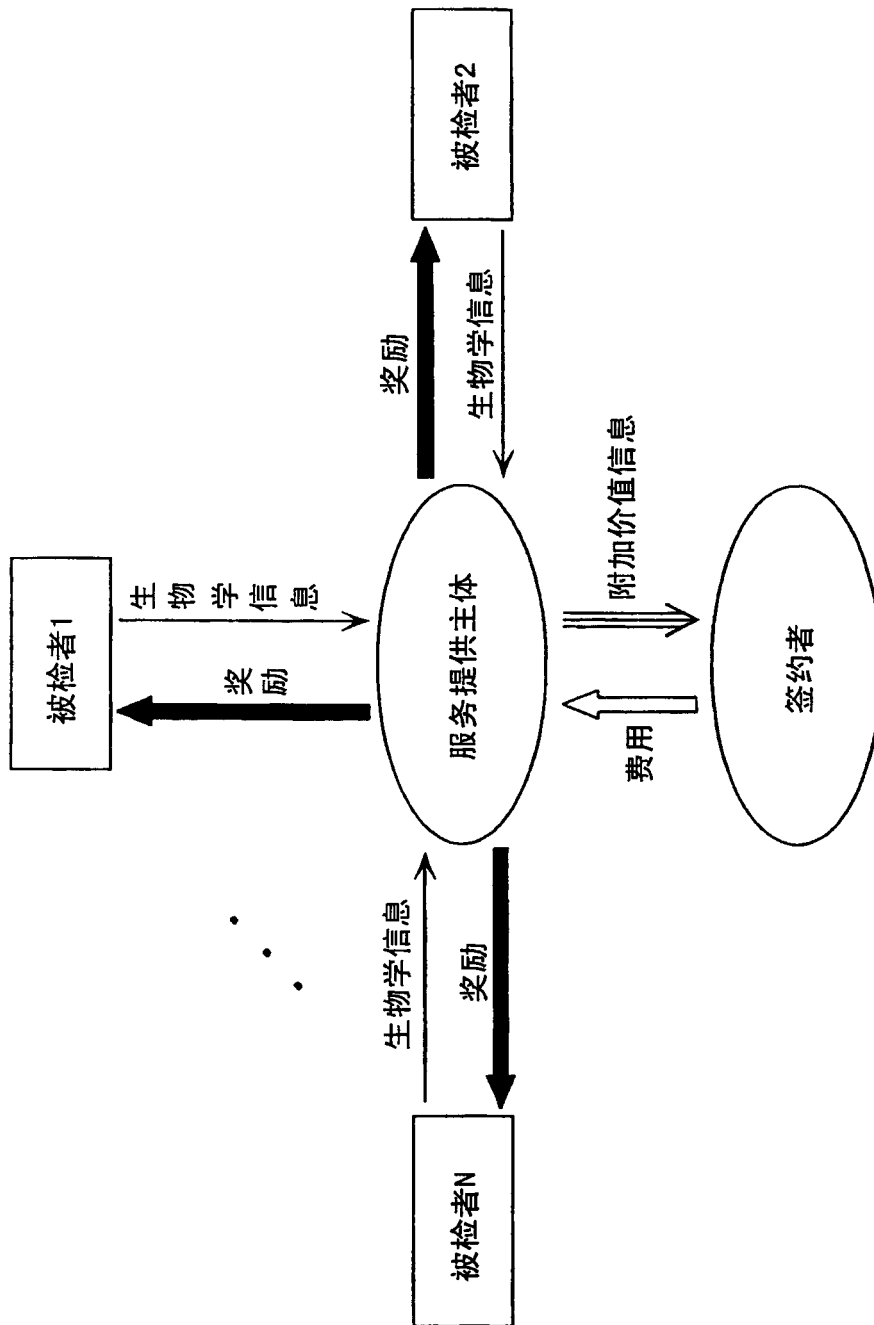 被检者1
生物学信息
奖励
被检者2
奖励
生物学信息
服务提供主体
生物学信息
奖励
被检者N
附加价值信息
费用
签约者